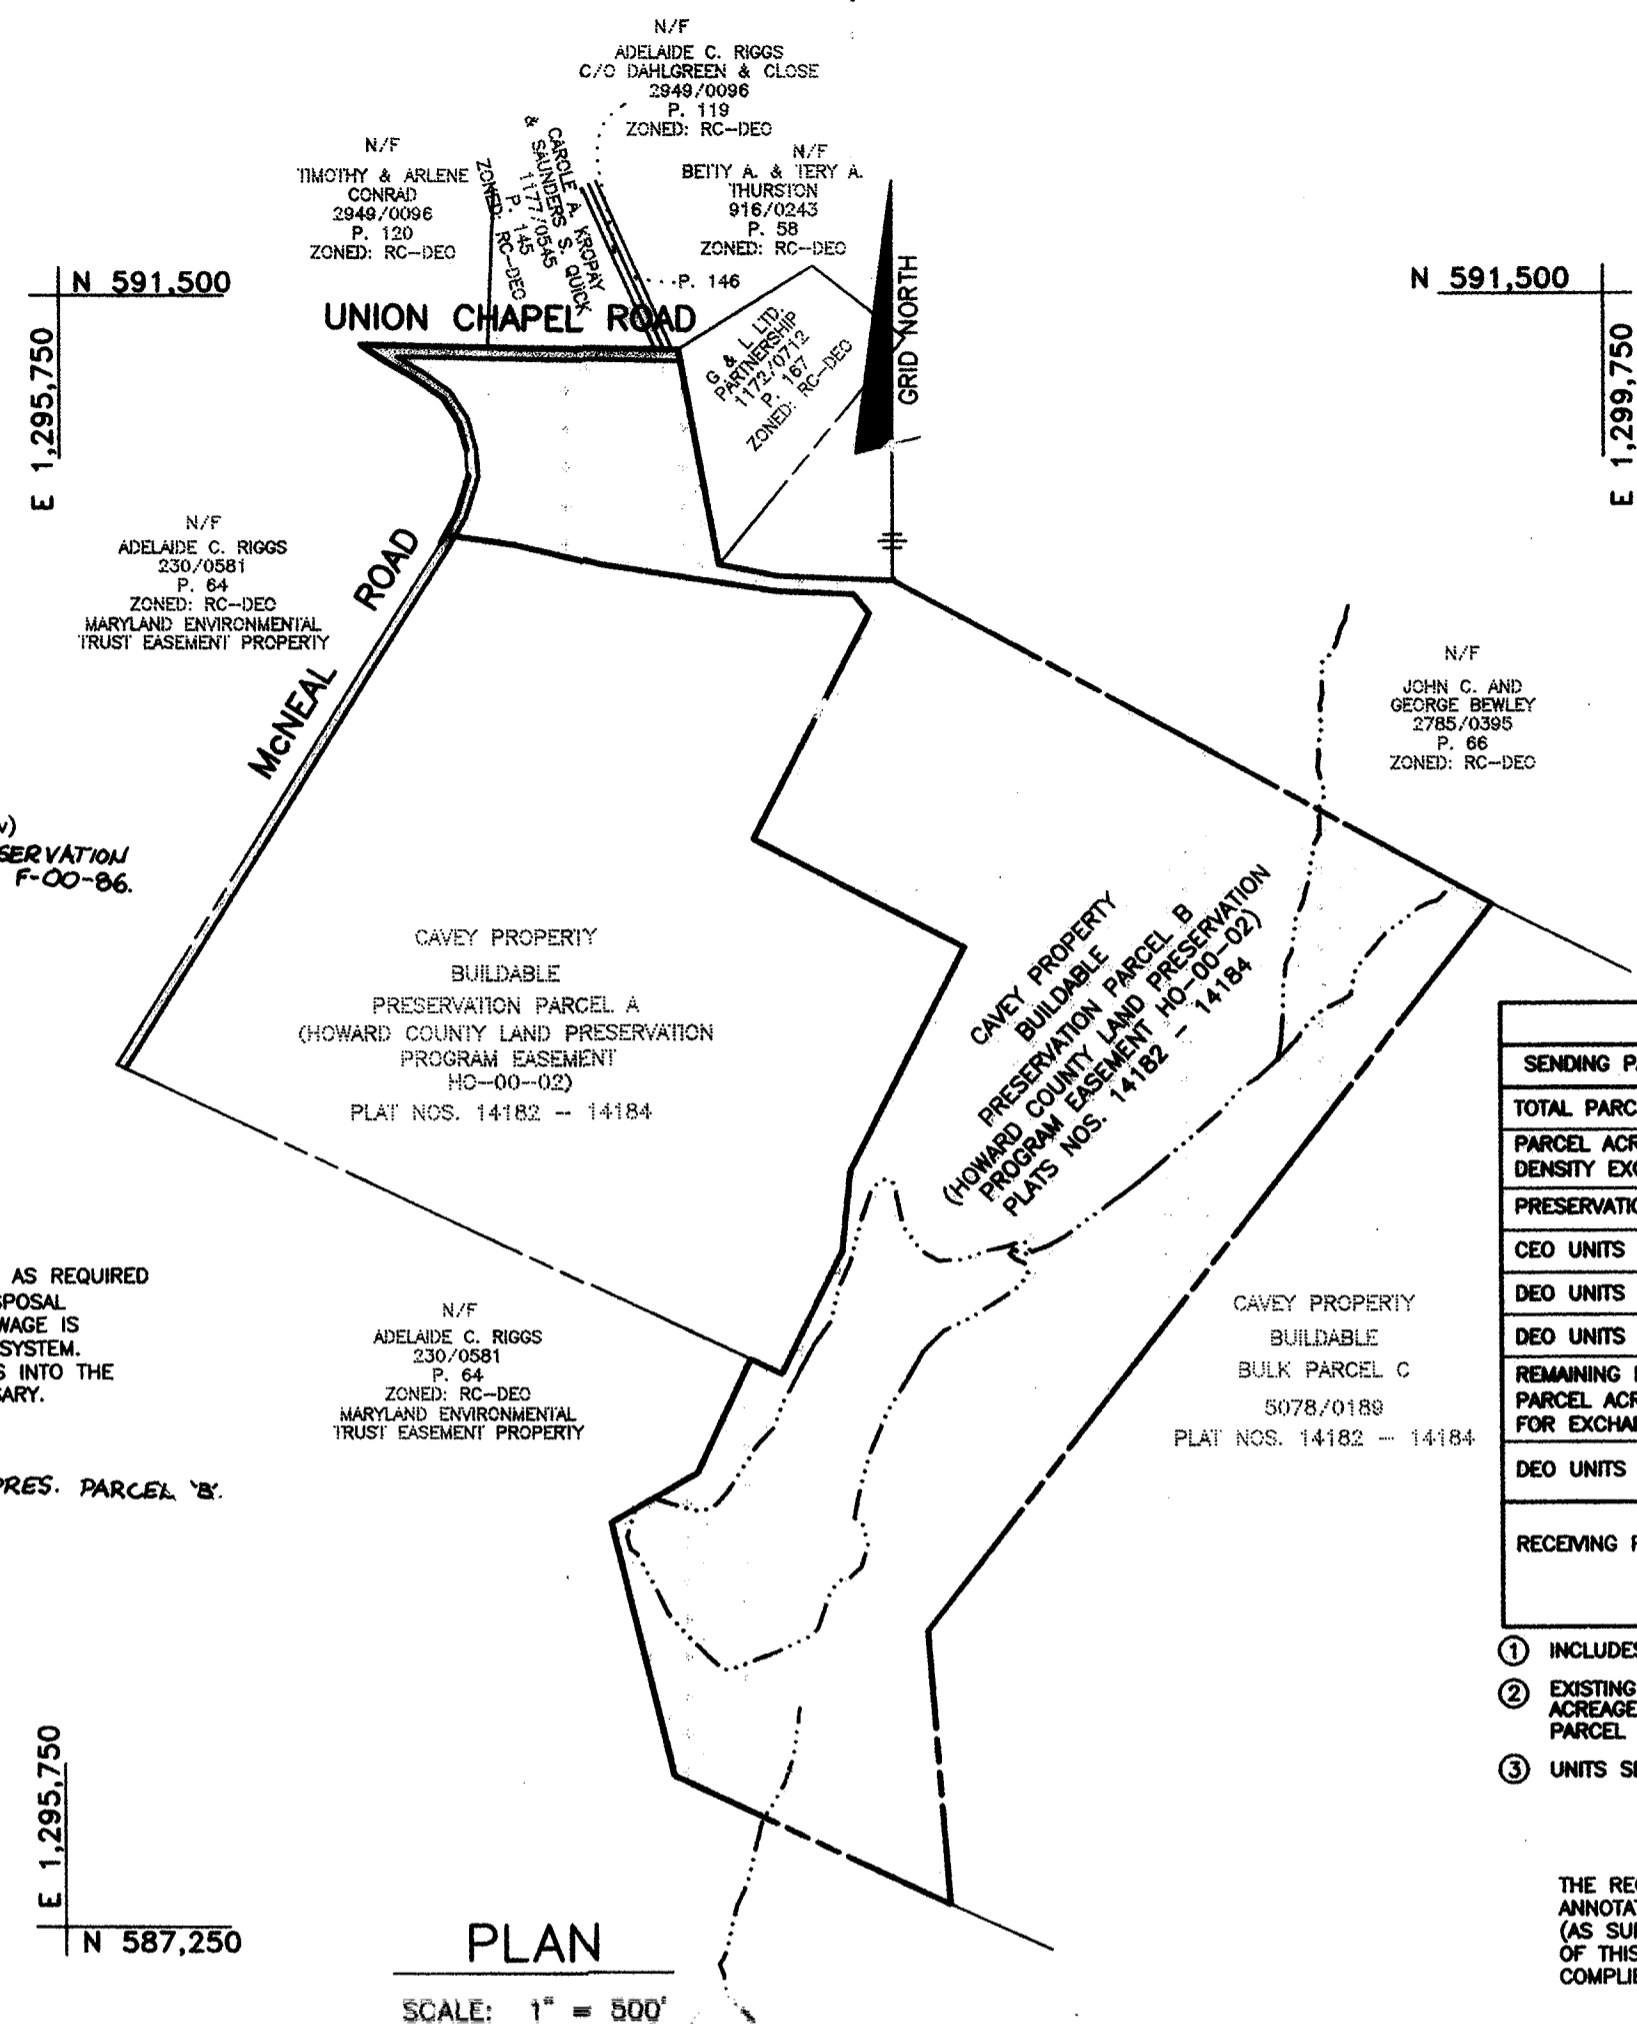 N/F
ADELAIDE C. RIGGS
C/O DAHLGREEN & CLOSE
2949/0096
P. 119
ZONED: RC-DEO
N/F
TIMOTHY & ARLENE
CONRAD
2949/0096
P. 120
ZONED: RC-DEO
CAROLE A. KROPAY
& SAUNDERS S. QUICK
1177/0545
P. 145
ZONED: RC-DEO
N/F
BETTY A. & TERY A.
THURSTON
916/0243
P. 58
ZONED: RC-DEO
P. 146
N 591,500
E 1,295,750
UNION CHAPEL ROAD
G & L LTD.
PARTNERSHIP
1172/0712
P. 167
ZONED: RC-DEO
GRID NORTH
N 591,500
E 1,299,750
N/F
ADELAIDE C. RIGGS
230/0581
P. 64
ZONED: RC-DEO
MARYLAND ENVIRONMENTAL
TRUST EASEMENT PROPERTY
McNEAL ROAD
N/F
JOHN C. AND
GEORGE BEWLEY
2785/0395
P. 66
ZONED: RC-DEO
SERVATION
F-00-86.
CAVEY PROPERTY
BUILDABLE
PRESERVATION PARCEL A
(HOWARD COUNTY LAND PRESERVATION
PROGRAM EASEMENT
HO-00-02)
PLAT NOS. 14182 - 14184
CAVEY PROPERTY
BUILDABLE
PRESERVATION PARCEL B
(HOWARD COUNTY LAND PRESERVATION
PROGRAM EASEMENT HO-00-02)
PLATS NOS. 14182 - 14184
SENDING PA
TOTAL PARC
PARCEL ACR
DENSITY EXC
PRESERVATIO
CEO UNITS
DEO UNITS
DEO UNITS
REMAINING
PARCEL ACR
FOR EXCHAN
DEO UNITS
RECEIVING P
AS REQUIRED
SPOSAL
WAGE IS
SYSTEM.
S INTO THE
SARY.
N/F
ADELAIDE C. RIGGS
230/0581
P. 64
ZONED: RC-DEO
MARYLAND ENVIRONMENTAL
TRUST EASEMENT PROPERTY
CAVEY PROPERTY
BUILDABLE
BULK PARCEL C
5078/0189
PLAT NOS. 14182 - 14184
PRES. PARCEL 'B'.
① INCLUDES
② EXISTING
ACREAGE
PARCEL
③ UNITS SE
E 1,295,750
N 587,250
PLAN
SCALE: 1" = 500'
THE REQ
ANNOTAT
(AS SUP
OF THIS
COMPLIE